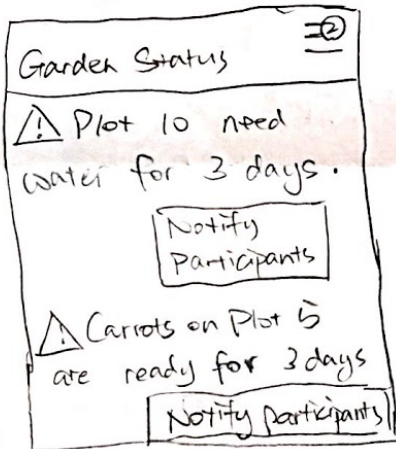 Garden Status
2
⚠ Plot 10 need
water for 3 days.
Notify
Participants
⚠ Carrots on Plot 5
are ready for 3 days
Notify participants